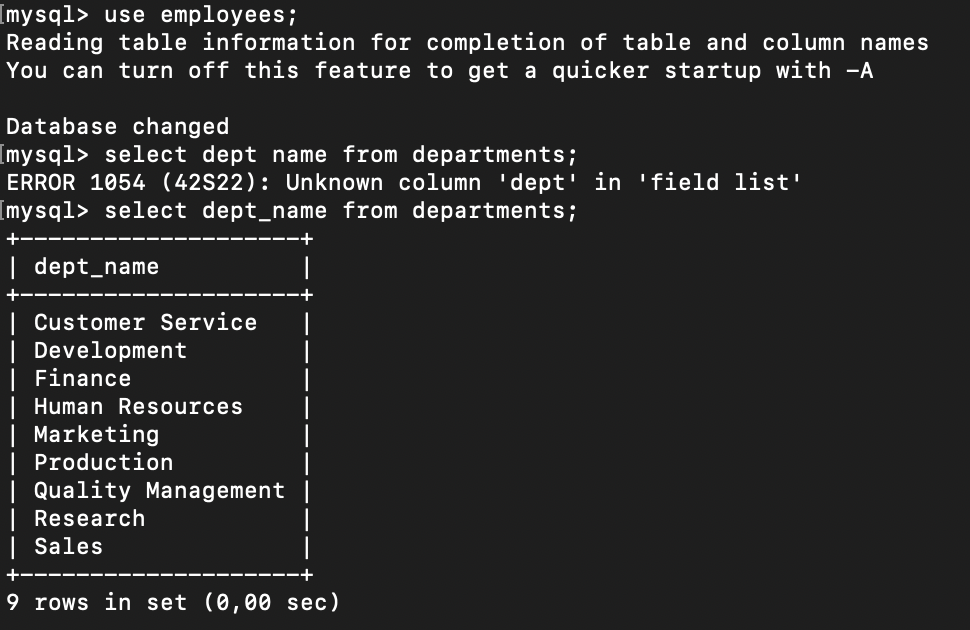 [mysql> use employees;
Reading table information for completion of table and column names
You can turn off this feature to get a quicker startup with -A
Database changed
[mysql> select dept name from departments;
ERROR 1054 (42S22): Unknown column 'dept' in 'field list'
[mysql> select dept_name from departments;
+--------------------+
| dept_name          |
+--------------------+
| Customer Service   |
| Development        |
| Finance            |
| Human Resources    |
| Marketing          |
| Production         |
| Quality Management |
| Research           |
| Sales              |
+--------------------+
9 rows in set (0,00 sec)